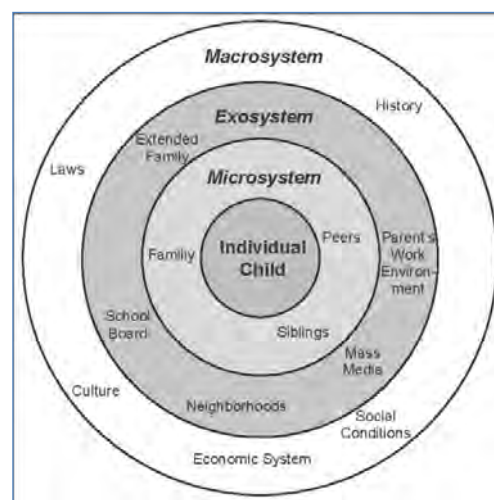 Macrosystem
History
Exosystem
Extended
Family
Laws
Microsystem
Peers
Family
Individual
Child
Parent's
Work
Environ-
ment
School
Board
Siblings
Mass
Media
Culture
Neighborhoods
Social
Conditions
Economic System